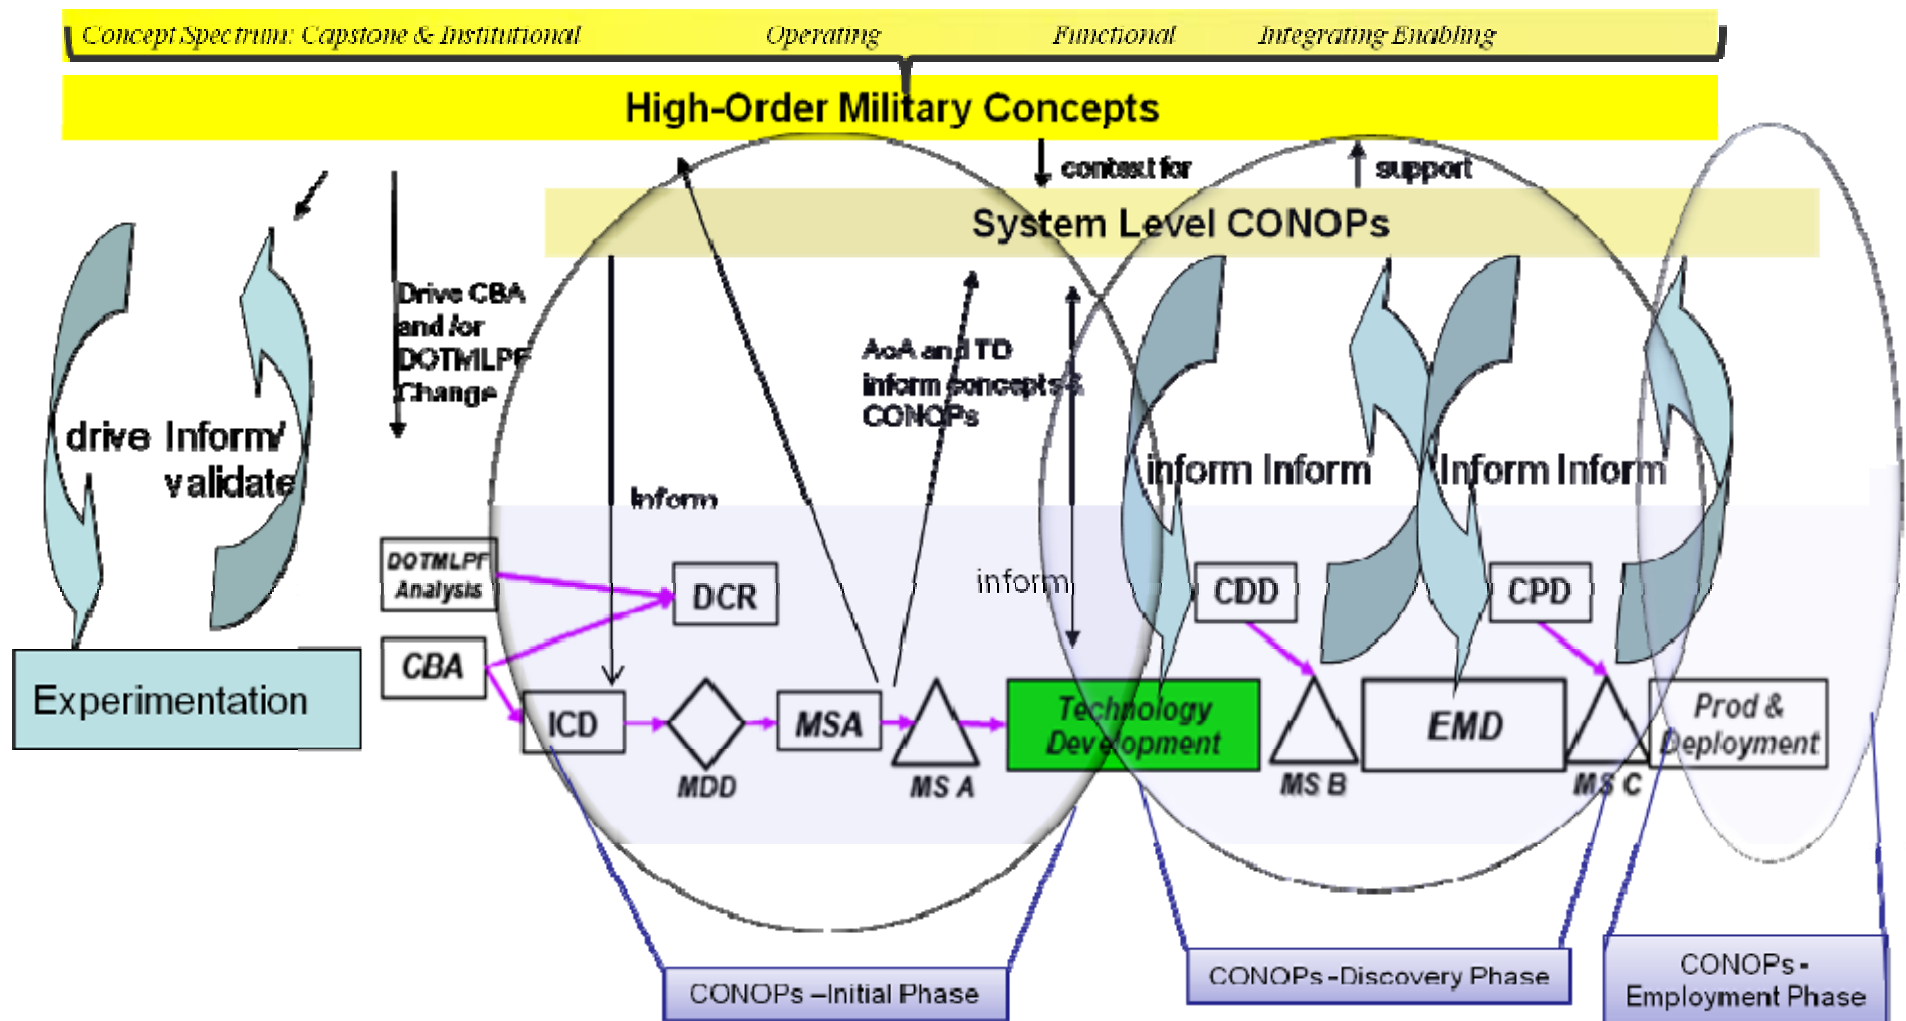 Concept Spectrum: Capstone & Institutional Operating Functional Integrating Enabling
High-Order Military Concepts
context for
support
System Level CONOPs
Drive CBA
and /or
DOTMLPF
Change
AoA and TD
inform concepts &
CONOPs
drive Inform/
validate
inform Inform
Inform Inform
Inform
inform
DOTMLPF
Analysis
DCR
CDD
CPD
CBA
Experimentation
ICD
MSA
Technology
Development
EMD
Prod &
Deployment
MDD
MS A
MS B
MS C
CONOPs –Initial Phase
CONOPs -Discovery Phase
CONOPs -
Employment Phase